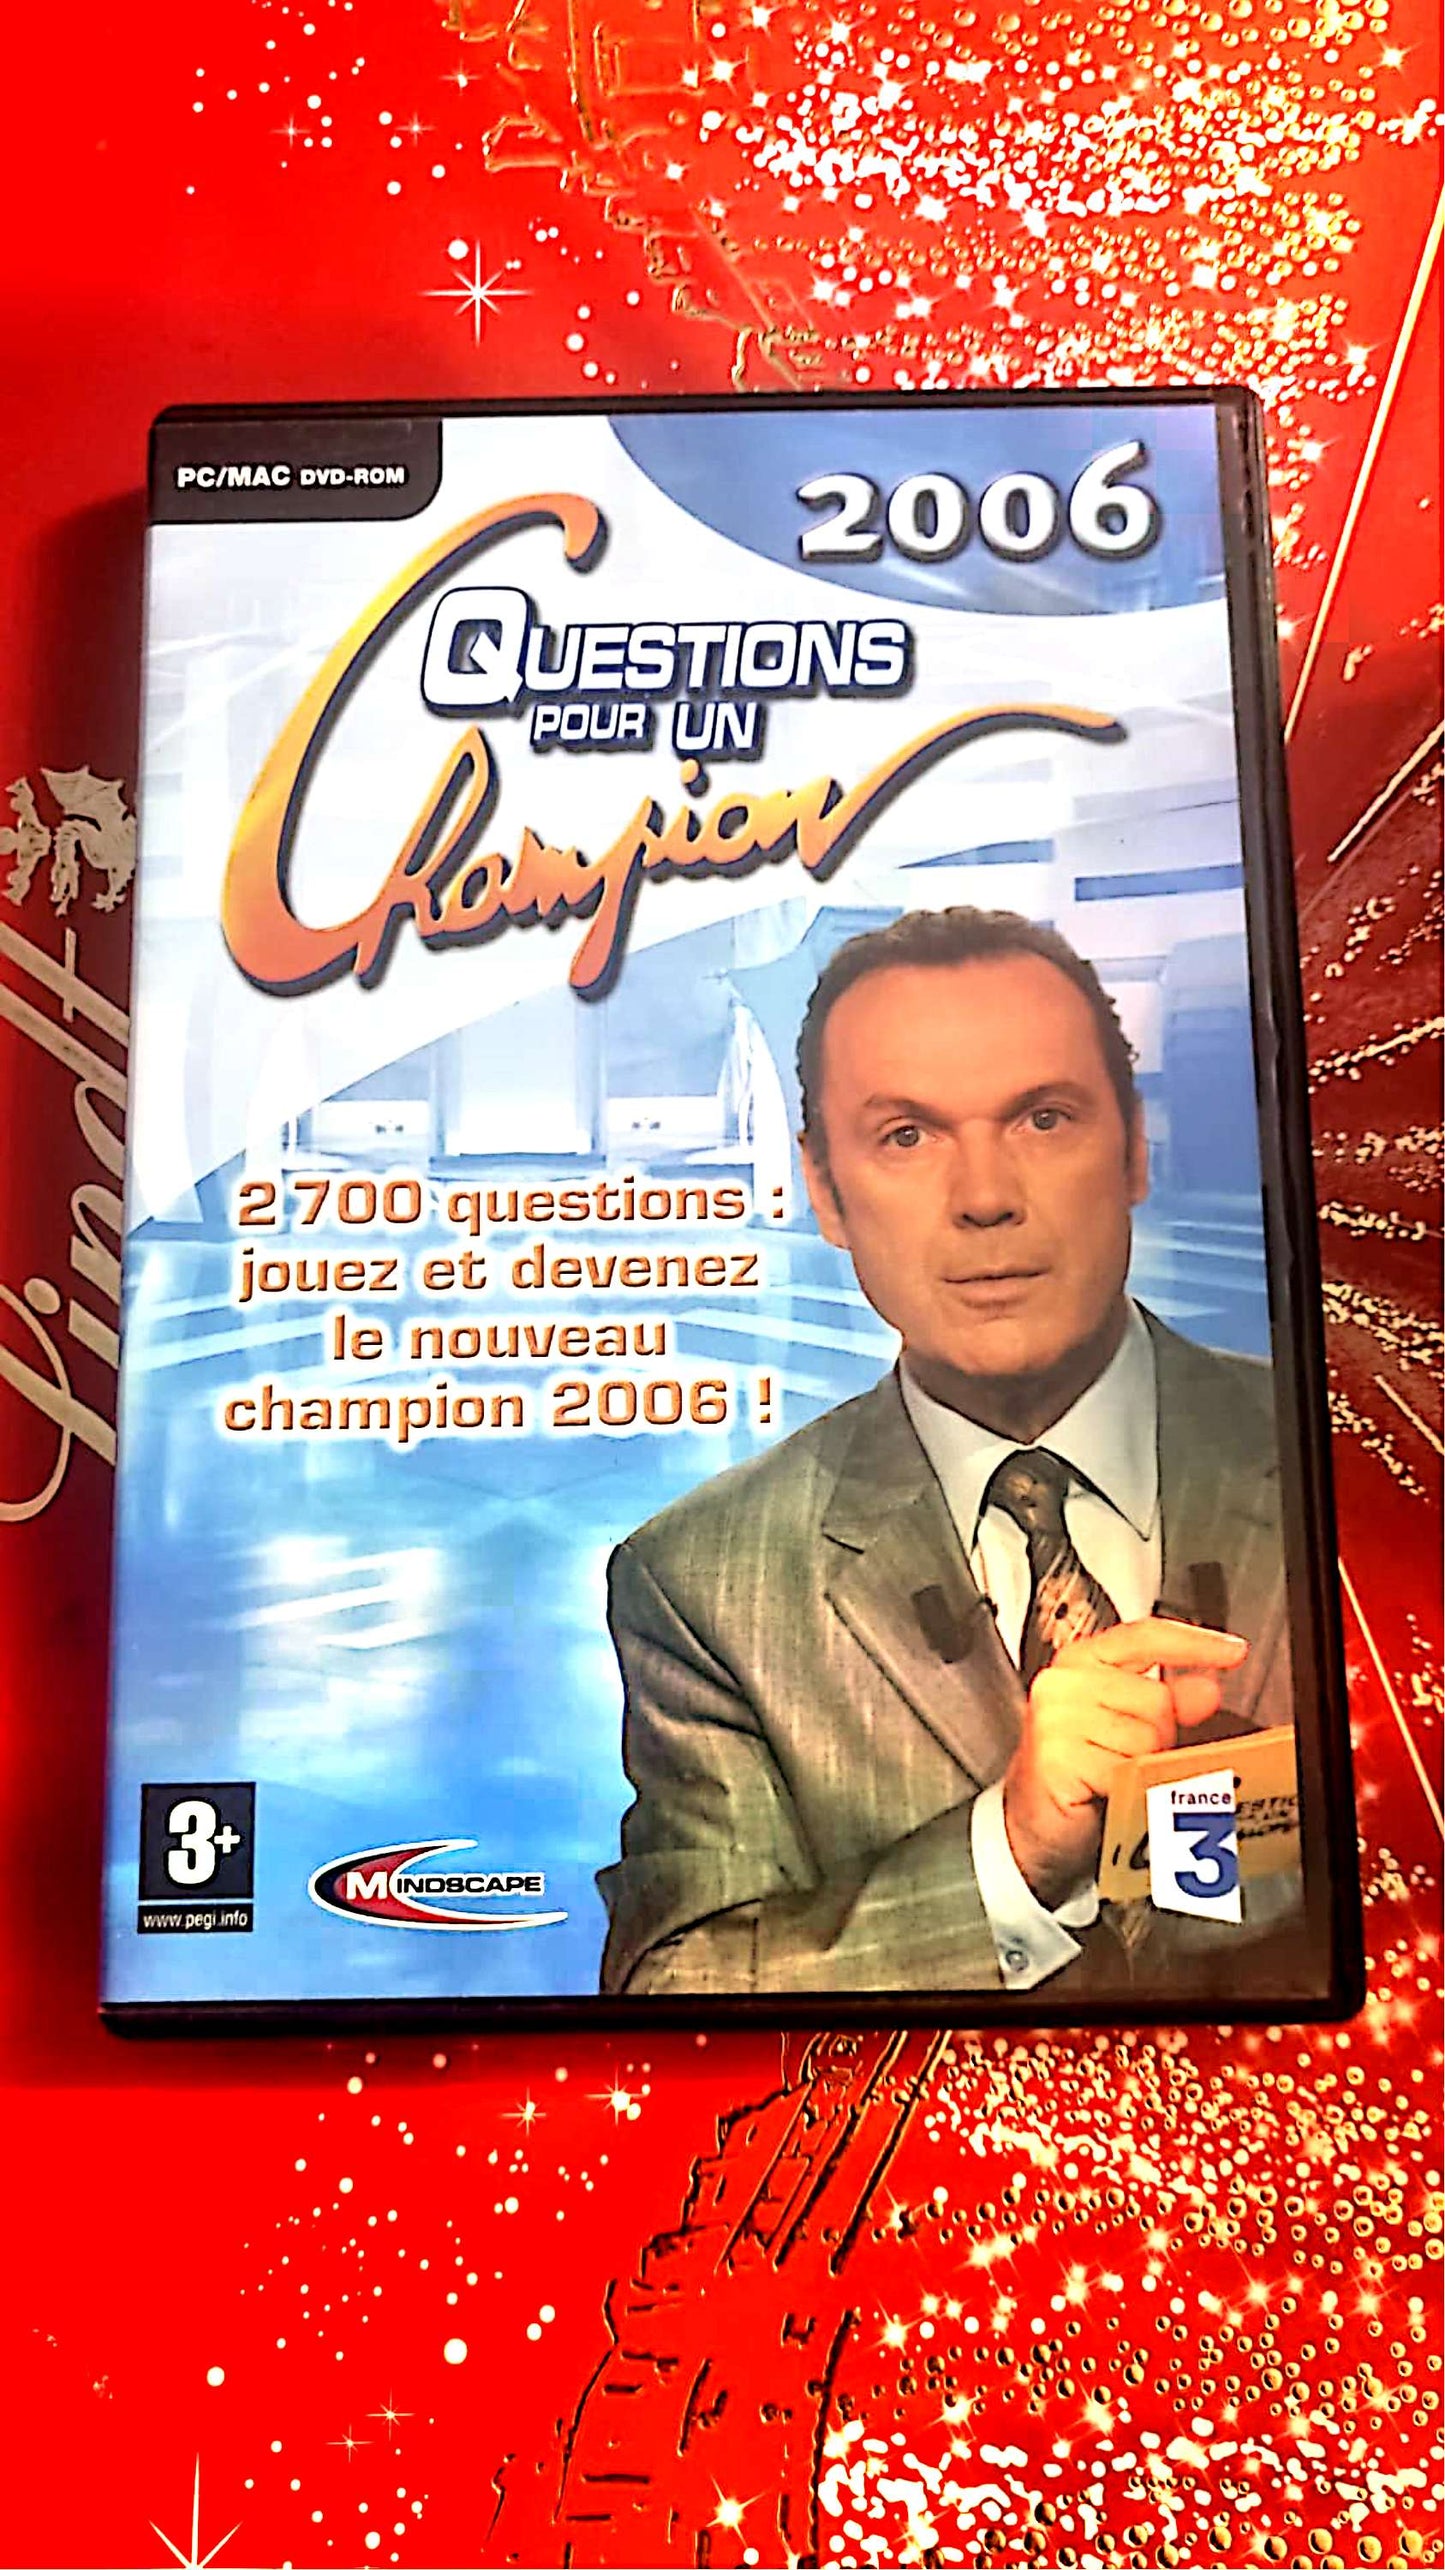 PC/MAC DVD-ROM
2006
QUESTIONS
POUR UN
Champion
2 700 questions :
jouez et devenez
le nouveau
champion 2006 !
3+
www.pegi.info
MINDSCAPE
france
3
Lindt